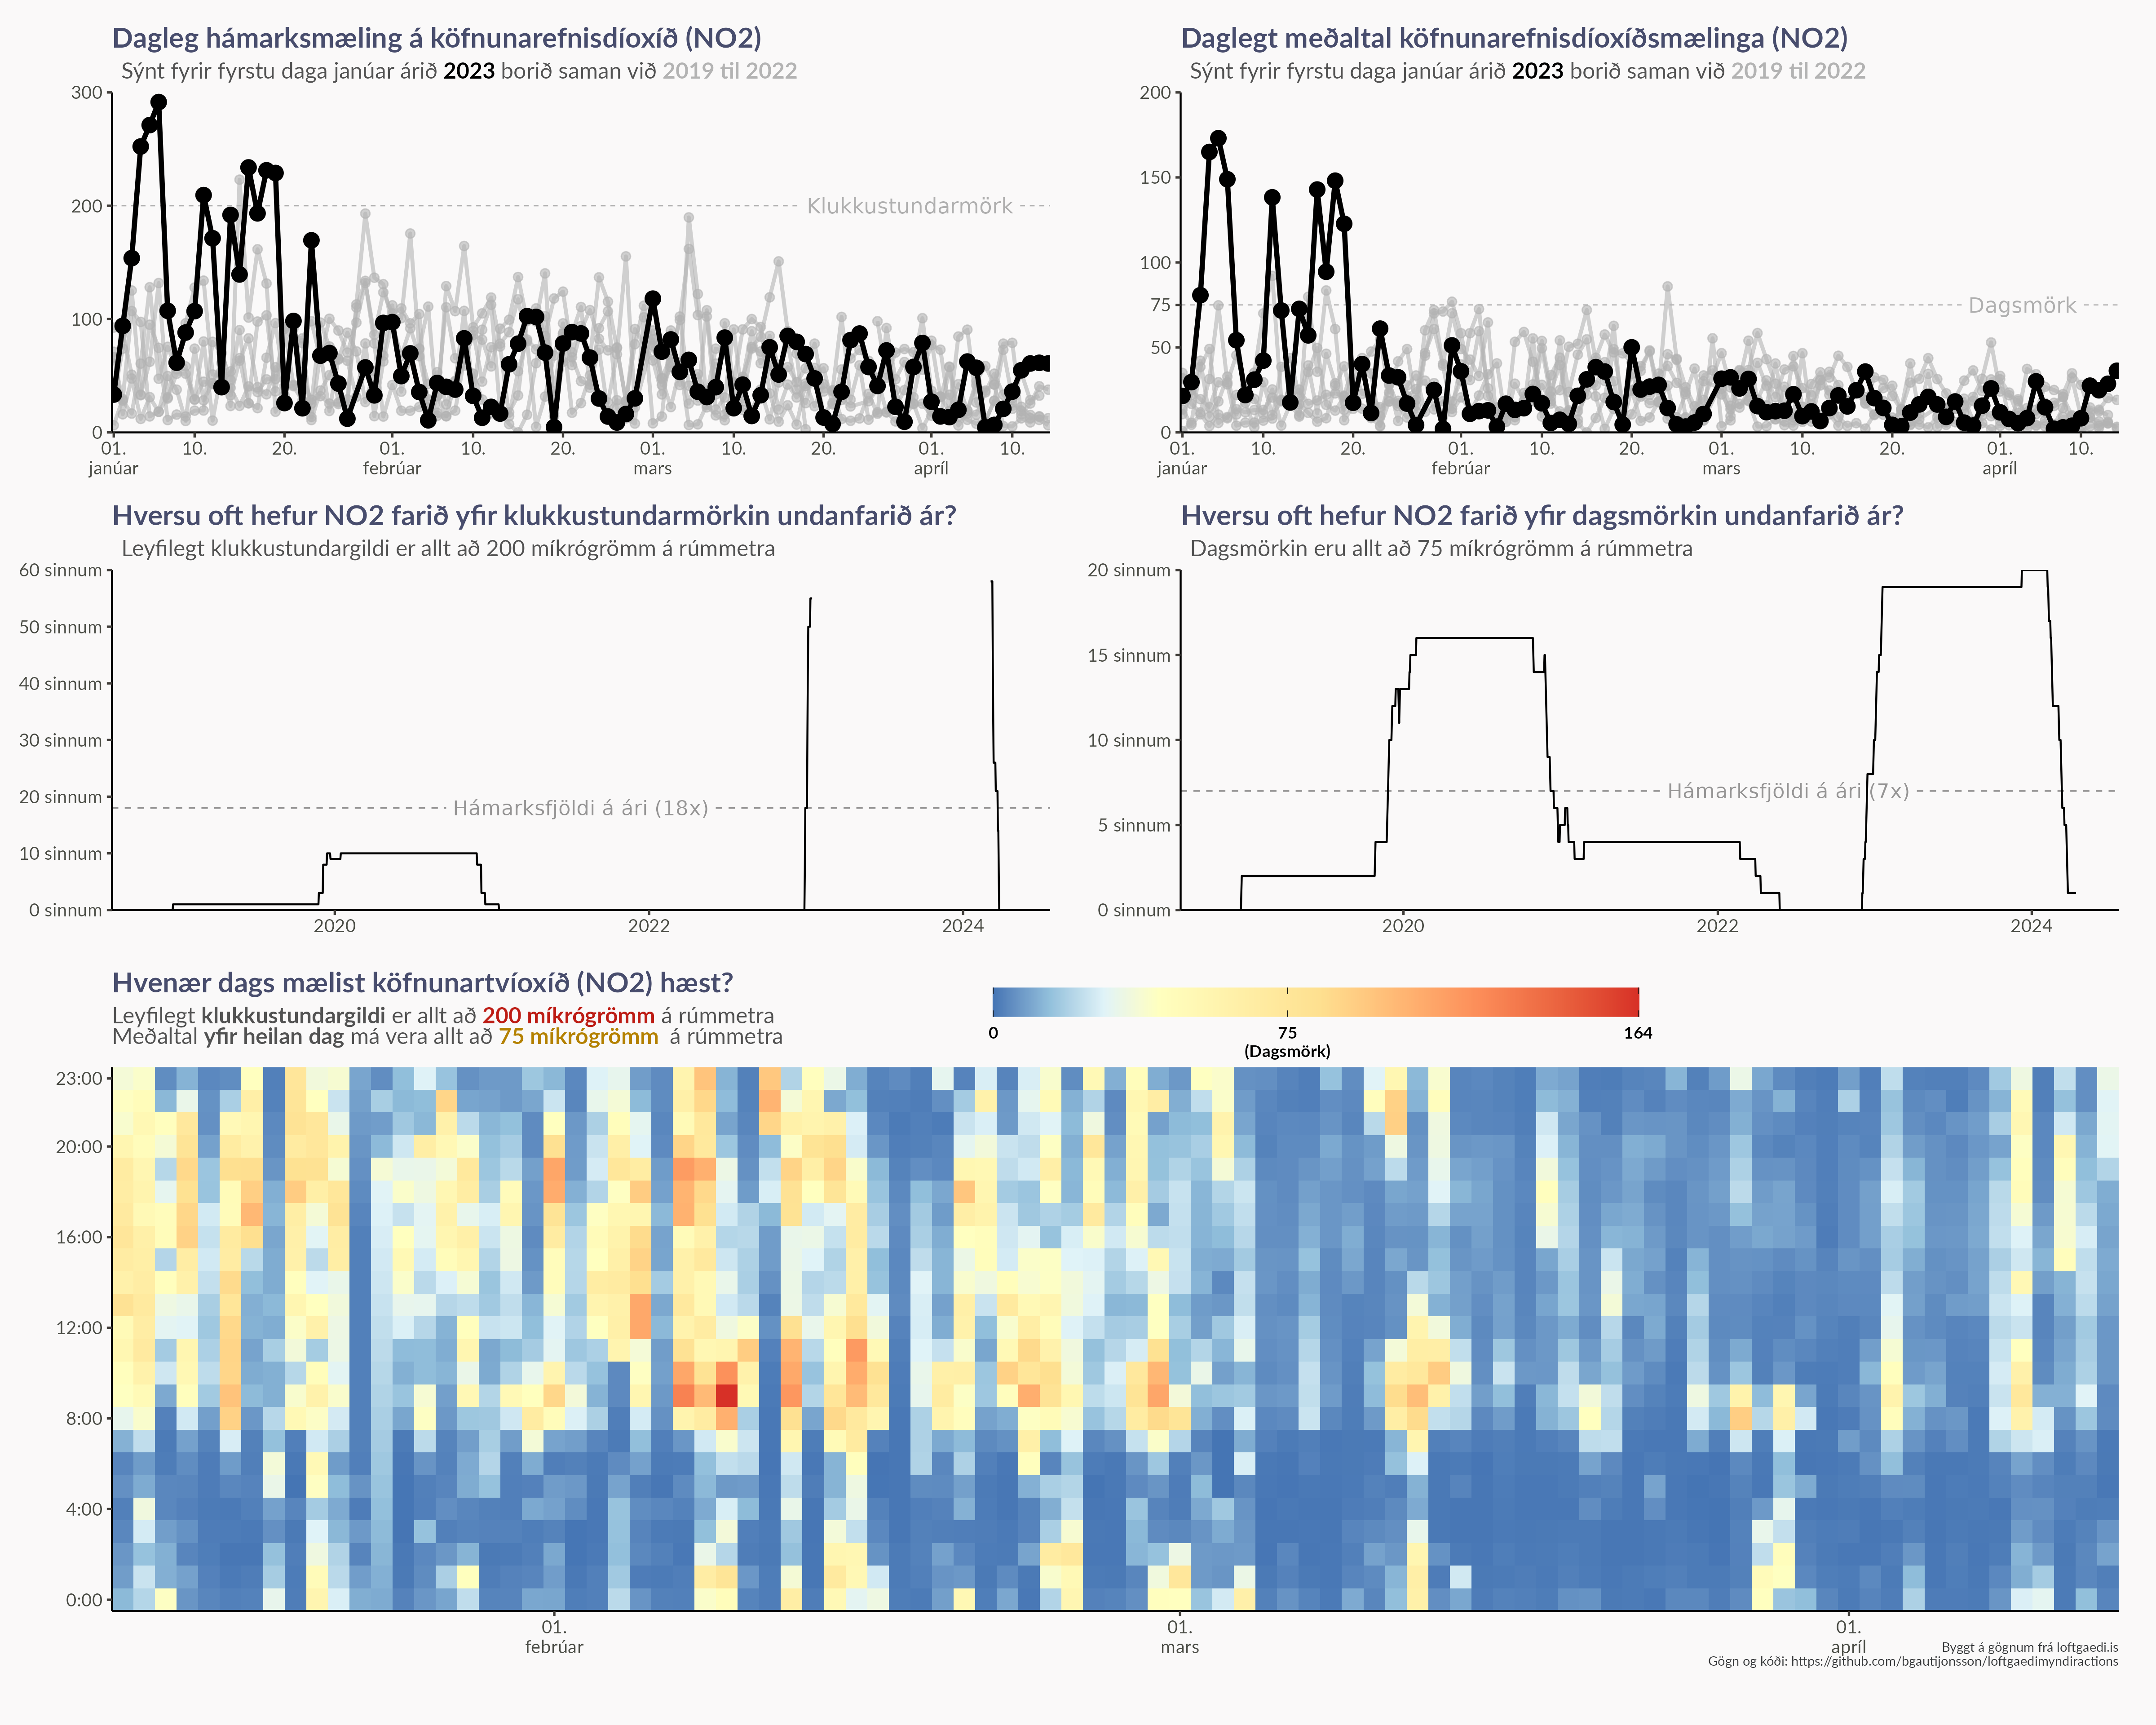 Dagleg hámarksmæling á köfnunarefnisdíoxíð (NO2)
Sýnt fyrir fyrstu daga janúar árið 2023 borið saman við 2019 til 2022
300
200
100
0
Klukkustundarmörk
01. 10. 20. 01. 10. 20. 01. 10. 20. 01. 10.
janúar febrúar mars apríl
Daglegt meðaltal köfnunarefnisdíoxíðsmælinga (NO2)
Sýnt fyrir fyrstu daga janúar árið 2023 borið saman við 2019 til 2022
200
150
100
75
50
0
Dagsmörk
01. 10. 20. 01. 10. 20. 01. 10. 20. 01. 10.
janúar febrúar mars apríl
Hversu oft hefur NO2 farið yfir klukkustundarmörkin undanfarið ár?
Leyfilegt klukkustundargildi er allt að 200 míkrógrömm á rúmmetra
60 sinnum
50 sinnum
40 sinnum
30 sinnum
20 sinnum
10 sinnum
0 sinnum
Hámarksfjöldi á ári (18x)
2020 2022 2024
Hversu oft hefur NO2 farið yfir dagsmörkin undanfarið ár?
Dagsmörkin eru allt að 75 míkrógrömm á rúmmetra
20 sinnum
15 sinnum
10 sinnum
5 sinnum
0 sinnum
Hámarksfjöldi á ári (7x)
2020 2022 2024
Hvenær dags mælist köfnunartvíoxíð (NO2) hæst?
Leyfilegt klukkustundargildi er allt að 200 míkrógrömm á rúmmetra
Meðaltal yfir heilan dag má vera allt að 75 míkrógrömm á rúmmetra
0 75 164
(Dagsmörk)
23:00
20:00
16:00
12:00
8:00
4:00
0:00
01. 01. 01.
febrúar mars apríl
Byggt á gögnum frá loftgaedi.is
Gögn og kóði: https://github.com/bgautijonsson/loftgaedimyndiractions